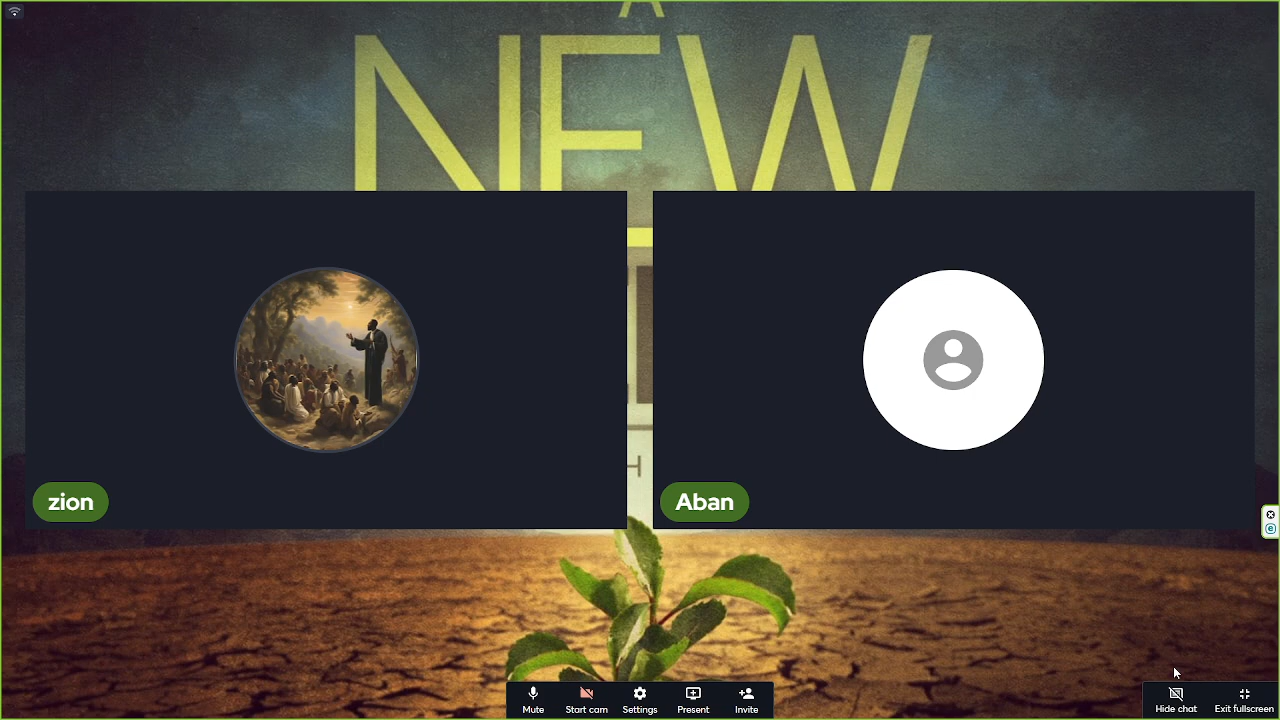 A
NEW
H
zion
Aban
Mute
Start cam
Settings
Present
Invite
Hide chat
Exit fullscreen